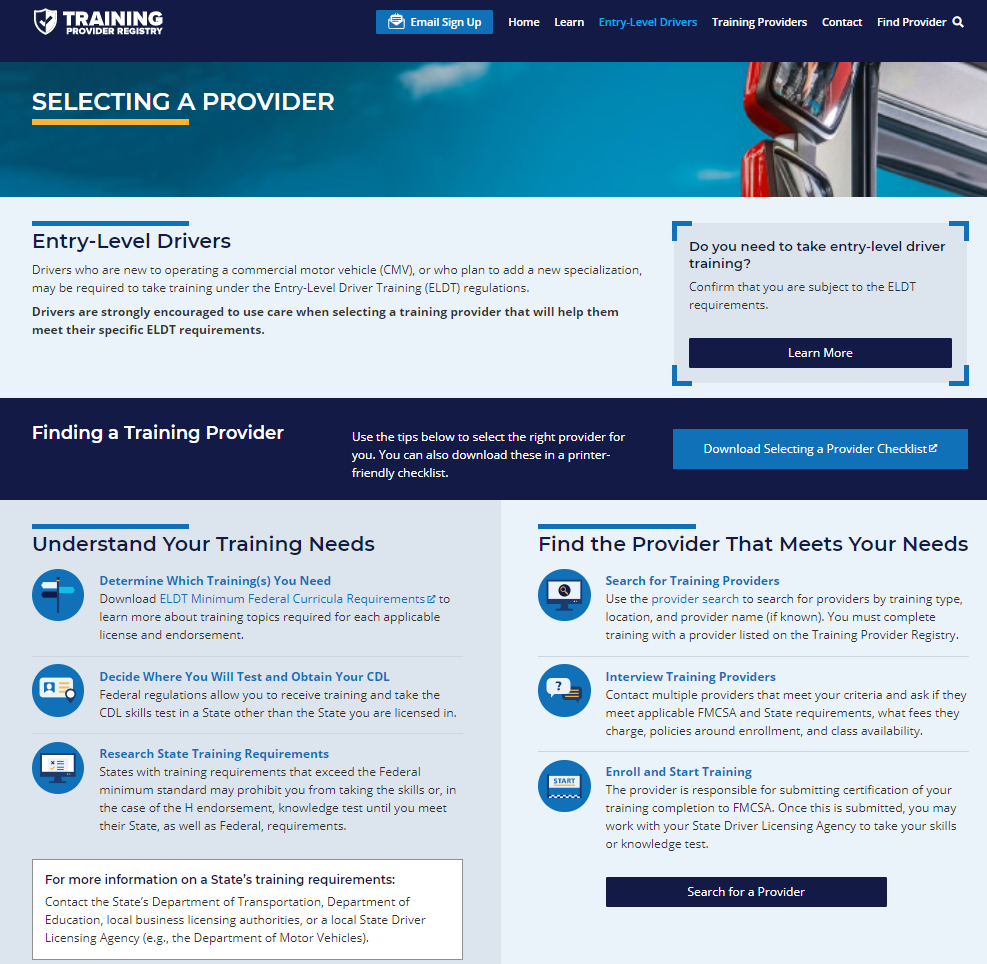 TRAINING
PROVIDER REGISTRY
Email Sign Up
Home
Learn
Entry-Level Drivers
Training Providers
Contact
Find Provider
SELECTING A PROVIDER
Entry-Level Drivers
Drivers who are new to operating a commercial motor vehicle (CMV), or who plan to add a new specialization,
may be required to take training under the Entry-Level Driver Training (ELDT) regulations.
Drivers are strongly encouraged to use care when selecting a training provider that will help them
meet their specific ELDT requirements.
Do you need to take entry-level driver
training?
Confirm that you are subject to the ELDT
requirements.
Learn More
Finding a Training Provider
Use the tips below to select the right provider for
you. You can also download these in a printer-
friendly checklist.
Download Selecting a Provider Checklist
Understand Your Training Needs
Determine Which Training(s) You Need
Download ELDT Minimum Federal Curricula Requirements to
learn more about training topics required for each applicable
license and endorsement.
Decide Where You Will Test and Obtain Your CDL
Federal regulations allow you to receive training and take the
CDL skills test in a State other than the State you are licensed in.
Research State Training Requirements
States with training requirements that exceed the Federal
minimum standard may prohibit you from taking the skills or, in
the case of the H endorsement, knowledge test until you meet
their State, as well as Federal, requirements.
For more information on a State's training requirements:
Contact the State's Department of Transportation, Department of
Education, local business licensing authorities, or a local State Driver
Licensing Agency (e.g., the Department of Motor Vehicles).
Find the Provider That Meets Your Needs
Search for Training Providers
Use the provider search to search for providers by training type,
location, and provider name (if known). You must complete
training with a provider listed on the Training Provider Registry.
?
Interview Training Providers
Contact multiple providers that meet your criteria and ask if they
meet applicable FMCSA and State requirements, what fees they
charge, policies around enrollment, and class availability.
START
Enroll and Start Training
The provider is responsible for submitting certification of your
training completion to FMCSA. Once this is submitted, you may
work with your State Driver Licensing Agency to take your skills
or knowledge test.
Search for a Provider